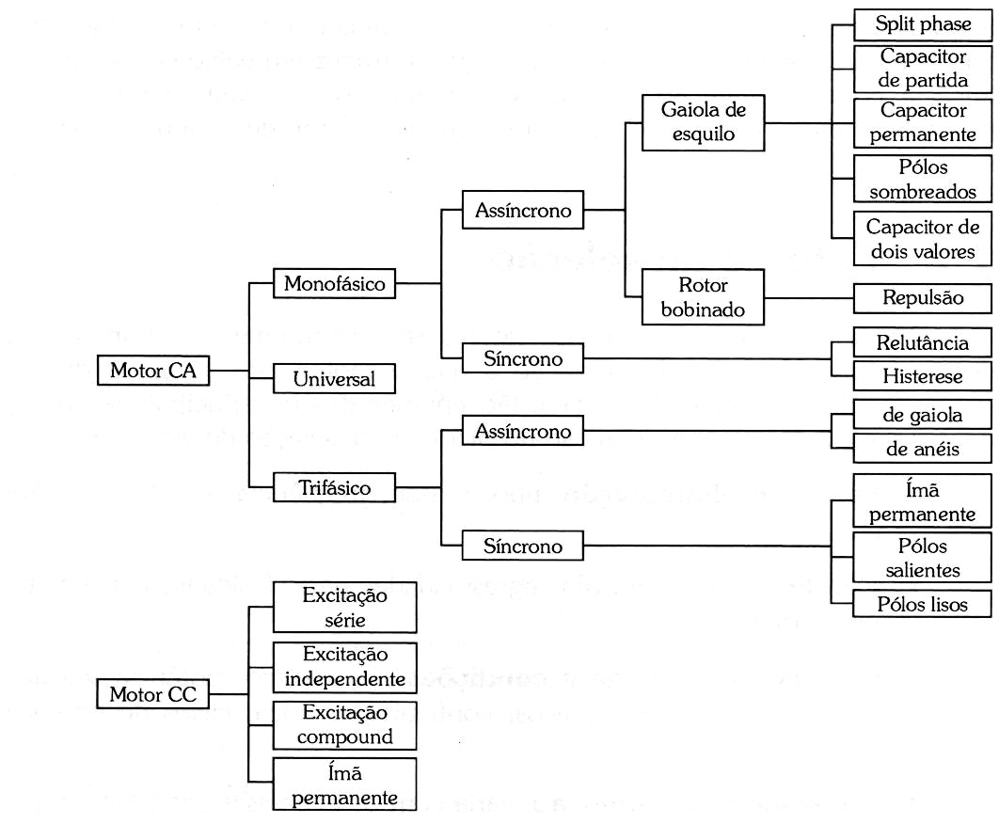 Split phase
Capacitor
de partida
Gaiola de
esquilo
Capacitor
permanente
Pólos
sombreados
Assíncrono
Capacitor de
dois valores
Monofásico
Rotor
bobinado
Repulsão
Motor CA
Síncrono
Relutância
Histerese
Universal
Assíncrono
de gaiola
de anéis
Trifásico
Ímã
permanente
Síncrono
Pólos
salientes
Pólos lisos
Excitação
série
Motor CC
Excitação
independente
Excitação
compound
Ímã
permanente